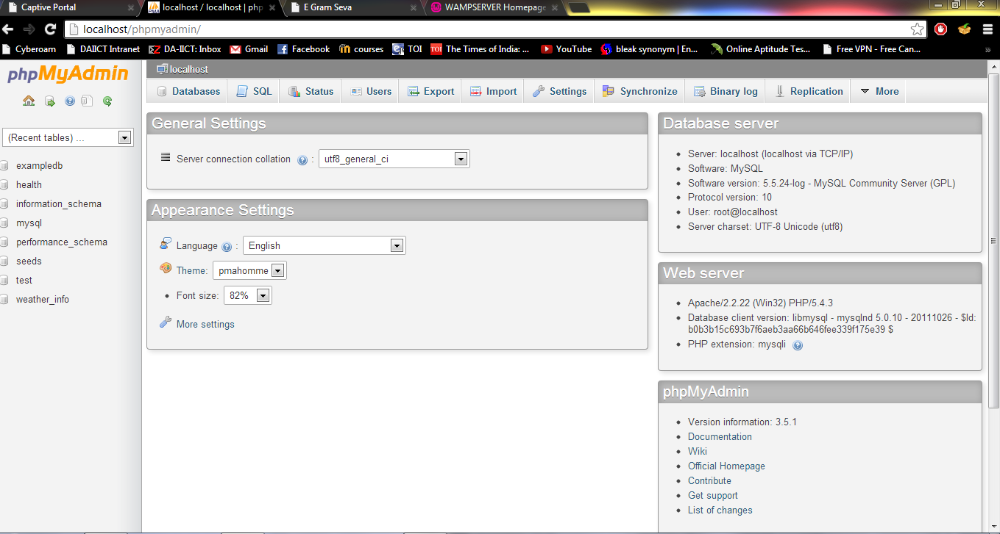 Captive Portal
localhost / localhost | php
E Gram Seva
WAMPSERVER Homepage
localhost/phpmyadmin/
Cyberoam
DAIICT Intranet
DA-IICT: Inbox
Gmail
Facebook
courses
TOI
The Times of India: ...
YouTube
bleak synonym | En...
Online Aptitude Tes...
Free VPN - Free Can...
»
phpMyAdmin
(Recent tables) ...
exampledb
health
information_schema
mysql
performance_schema
seeds
test
weather_info
localhost
Databases
SQL
Status
Users
Export
Import
Settings
Synchronize
Binary log
Replication
More
General Settings
Server connection collation :
utf8_general_ci
Appearance Settings
Language :
English
Theme:
pmahomme
Font size:
82%
More settings
Database server
Server: localhost (localhost via TCP/IP)
Software: MySQL
Software version: 5.5.24-log - MySQL Community Server (GPL)
Protocol version: 10
User: root@localhost
Server charset: UTF-8 Unicode (utf8)
Web server
Apache/2.2.22 (Win32) PHP/5.4.3
Database client version: libmysql - mysqlnd 5.0.10 - 20111026 - $Id:
b0b3b15c693b7f6aeb3aa66b646fee339f175e39 $
PHP extension: mysqli
phpMyAdmin
Version information: 3.5.1
Documentation
Wiki
Official Homepage
Contribute
Get support
List of changes